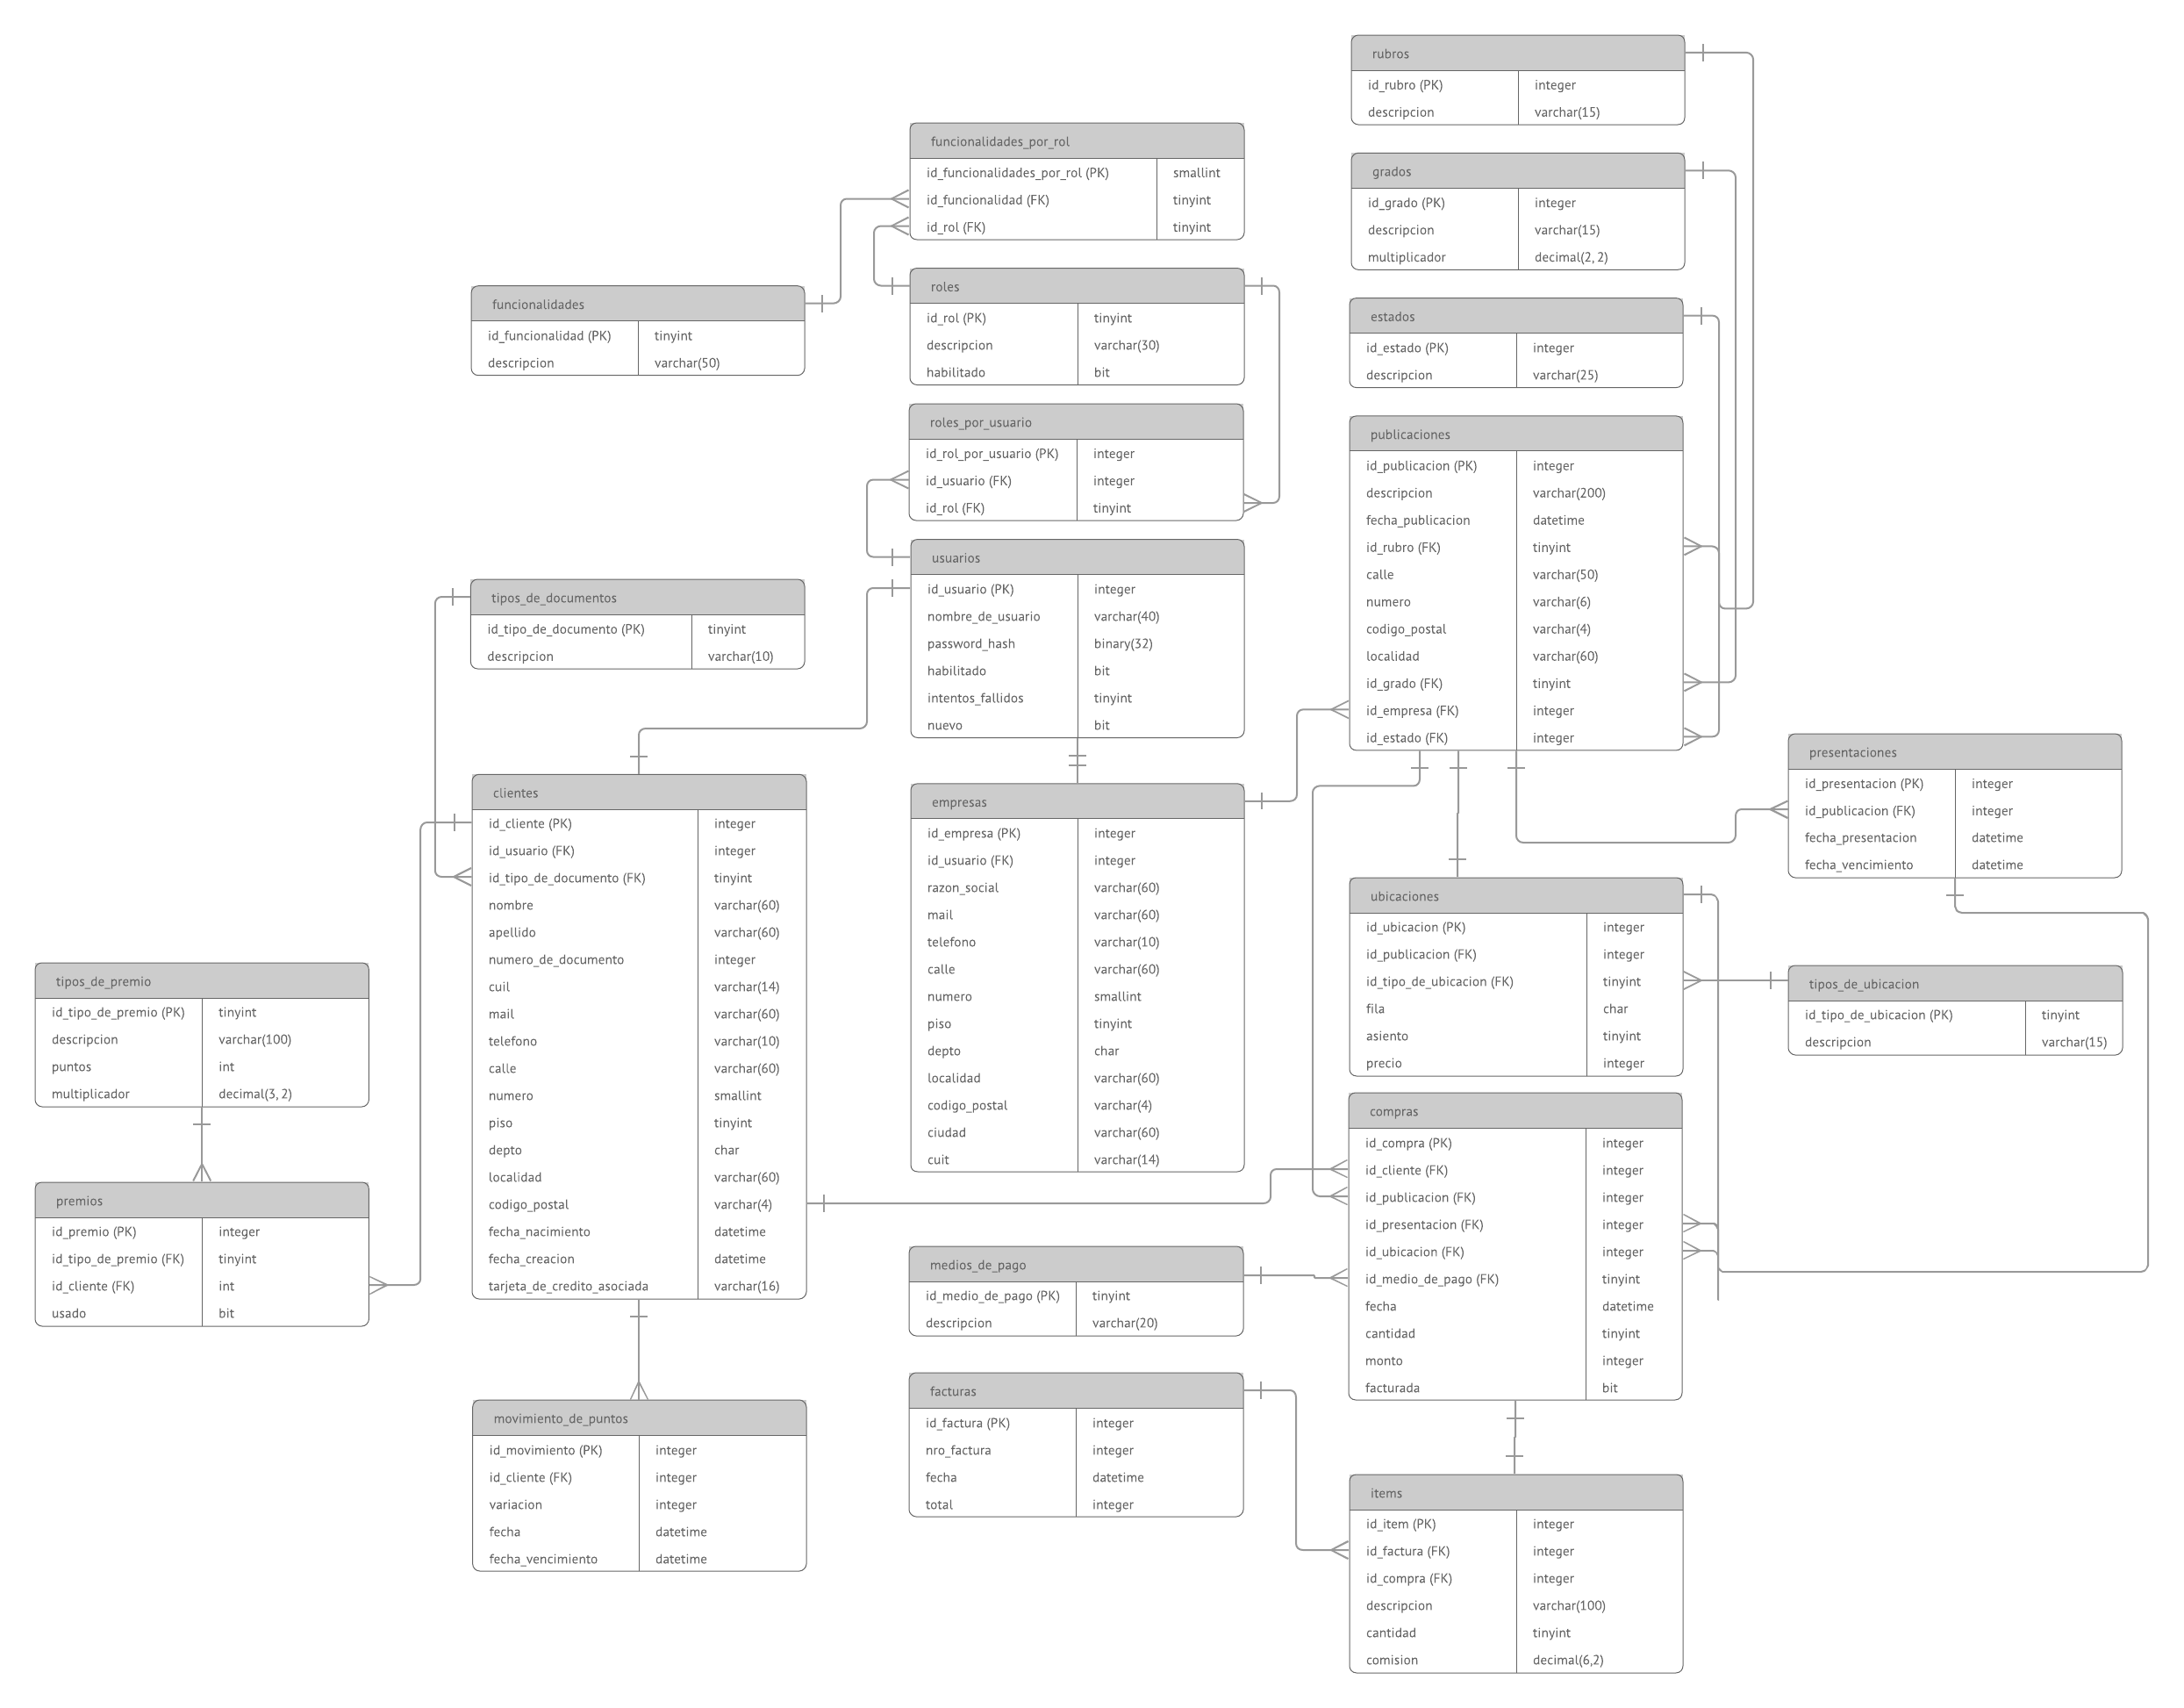 rubros
id_rubro (PK) integer
descripcion varchar(15)
funcionalidades_por_rol
id_funcionalidades_por_rol (PK) smallint
id_funcionalidad (FK) tinyint
id_rol (FK) tinyint
grados
id_grado (PK) integer
descripcion varchar(15)
multiplicador decimal(2, 2)
funcionalidades
id_funcionalidad (PK) tinyint
descripcion varchar(50)
roles
id_rol (PK) tinyint
descripcion varchar(30)
habilitado bit
estados
id_estado (PK) integer
descripcion varchar(25)
roles_por_usuario
id_rol_por_usuario (PK) integer
id_usuario (FK) integer
id_rol (FK) tinyint
publicaciones
id_publicacion (PK) integer
descripcion varchar(200)
fecha_publicacion datetime
id_rubro (FK) tinyint
calle varchar(50)
numero varchar(6)
codigo_postal varchar(4)
localidad varchar(60)
id_grado (FK) tinyint
id_empresa (FK) integer
id_estado (FK) integer
tipos_de_documentos
id_tipo_de_documento (PK) tinyint
descripcion varchar(10)
usuarios
id_usuario (PK) integer
nombre_de_usuario varchar(40)
password_hash binary(32)
habilitado bit
intentos_fallidos tinyint
nuevo bit
presentaciones
id_presentacion (PK) integer
id_publicacion (FK) integer
fecha_presentacion datetime
fecha_vencimiento datetime
clientes
id_cliente (PK) integer
id_usuario (FK) integer
id_tipo_de_documento (FK) tinyint
nombre varchar(60)
apellido varchar(60)
numero_de_documento integer
cuil varchar(14)
mail varchar(60)
telefono varchar(10)
calle varchar(60)
numero smallint
piso tinyint
depto char
localidad varchar(60)
codigo_postal varchar(4)
fecha_nacimiento datetime
fecha_creacion datetime
tarjeta_de_credito_asociada varchar(16)
empresas
id_empresa (PK) integer
id_usuario (FK) integer
razon_social varchar(60)
mail varchar(60)
telefono varchar(10)
calle varchar(60)
numero smallint
piso tinyint
depto char
localidad varchar(60)
codigo_postal varchar(4)
ciudad varchar(60)
cuit varchar(14)
ubicaciones
id_ubicacion (PK) integer
id_publicacion (FK) integer
id_tipo_de_ubicacion (FK) tinyint
fila char
asiento tinyint
precio integer
tipos_de_ubicacion
id_tipo_de_ubicacion (PK) tinyint
descripcion varchar(15)
tipos_de_premio
id_tipo_de_premio (PK) tinyint
descripcion varchar(100)
puntos int
multiplicador decimal(3, 2)
compras
id_compra (PK) integer
id_cliente (FK) integer
id_publicacion (FK) integer
id_presentacion (FK) integer
id_ubicacion (FK) integer
id_medio_de_pago (FK) tinyint
fecha datetime
cantidad tinyint
monto integer
facturada bit
premios
id_premio (PK) integer
id_tipo_de_premio (FK) tinyint
id_cliente (FK) int
usado bit
medios_de_pago
id_medio_de_pago (PK) tinyint
descripcion varchar(20)
facturas
id_factura (PK) integer
nro_factura integer
fecha datetime
total integer
movimiento_de_puntos
id_movimiento (PK) integer
id_cliente (FK) integer
variacion integer
fecha datetime
fecha_vencimiento datetime
items
id_item (PK) integer
id_factura (FK) integer
id_compra (FK) integer
descripcion varchar(100)
cantidad tinyint
comision decimal(6,2)